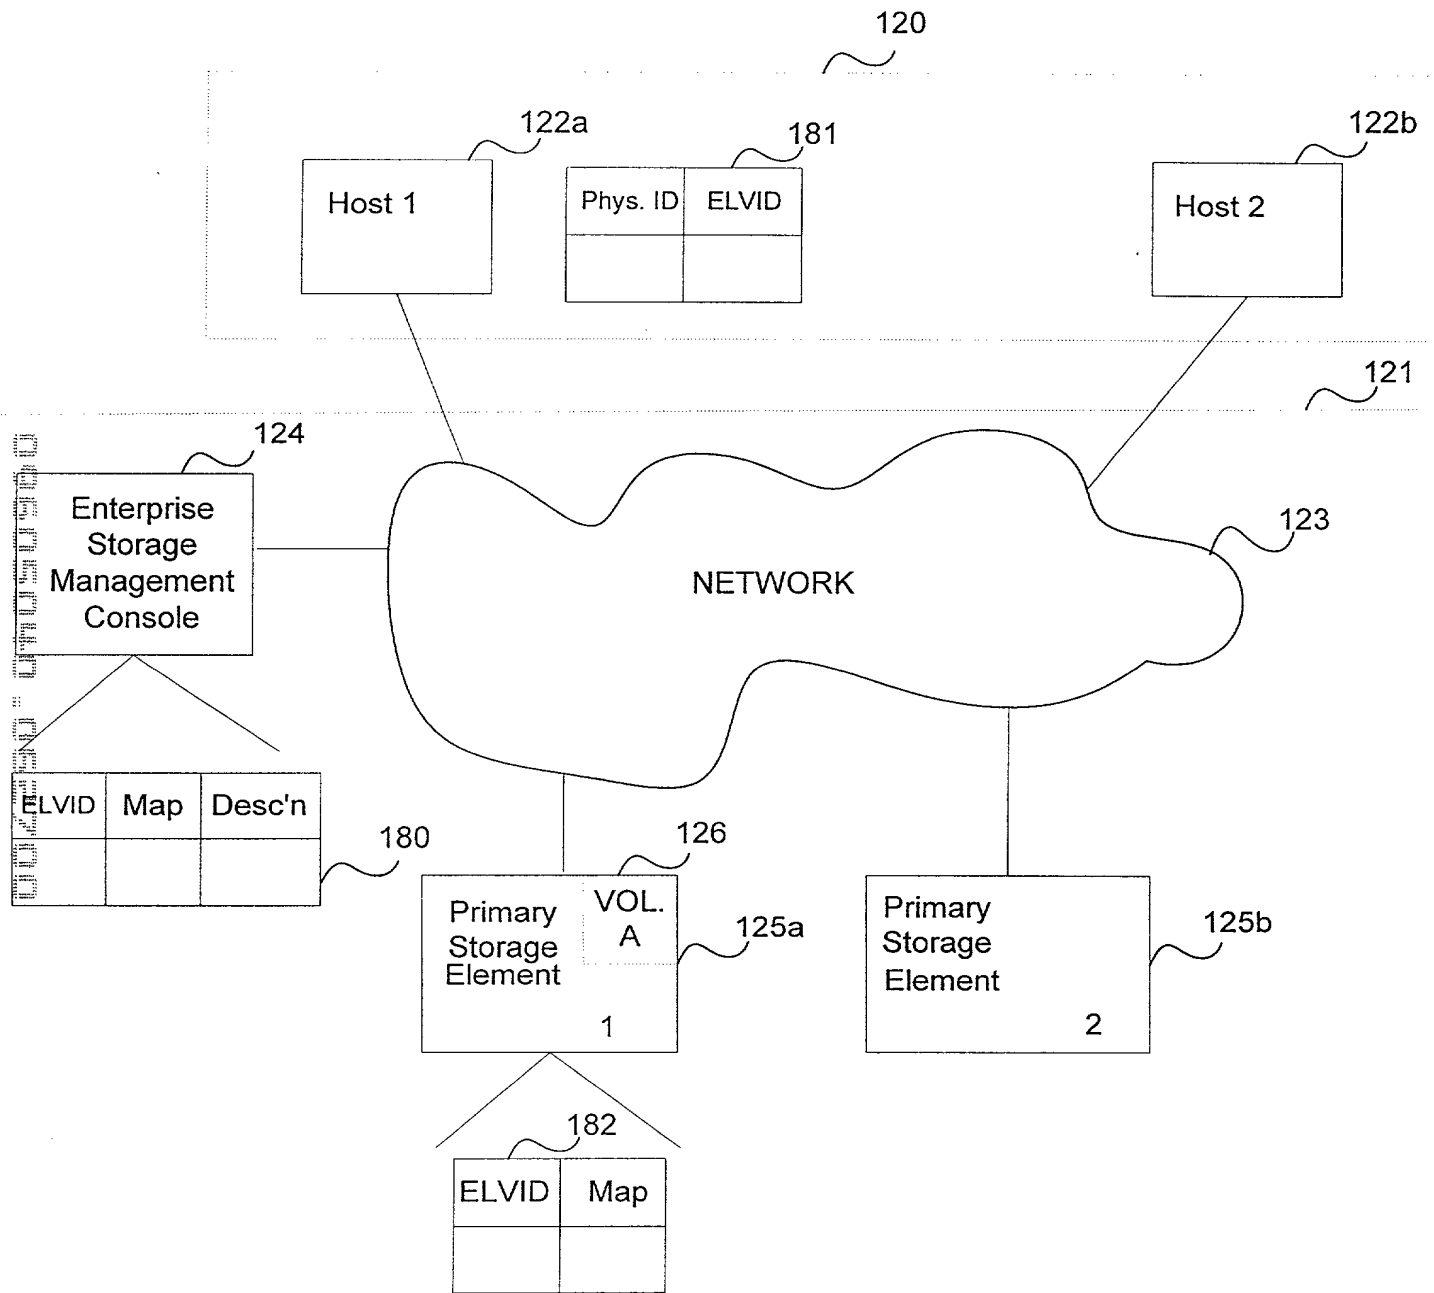 120
122a
181
122b
Host 1
Phys. ID
ELVID
Host 2
121
124
Enterprise
Storage
Management
Console
123
NETWORK
ELVID
Map
Desc'n
180
126
VOL.
A
Primary
Storage
Element
1
125a
Primary
Storage
Element
2
125b
182
ELVID
Map